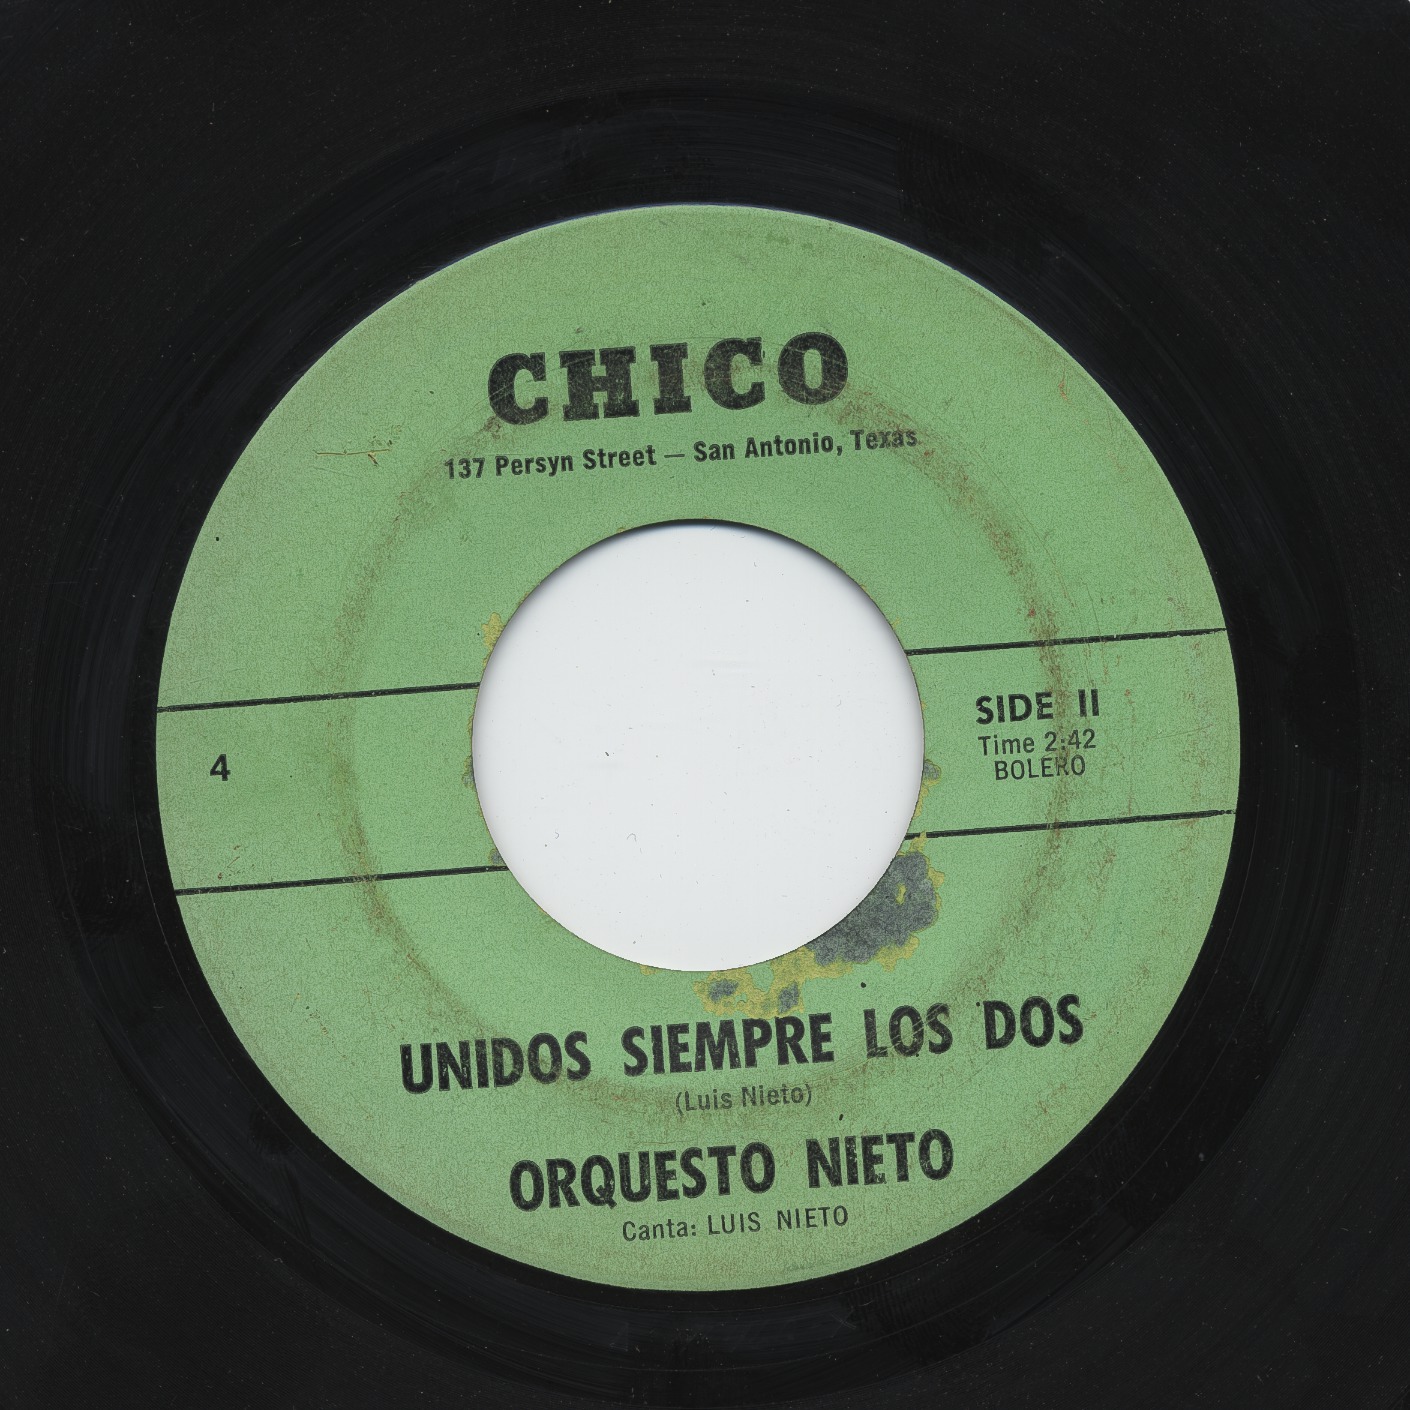 CHICO
137 Persyn Street — San Antonio, Texas
4
SIDE II
Time 2:42
BOLERO
UNIDOS SIEMPRE LOS DOS
(Luis Nieto)
ORQUESTO NIETO
Canta: LUIS NIETO